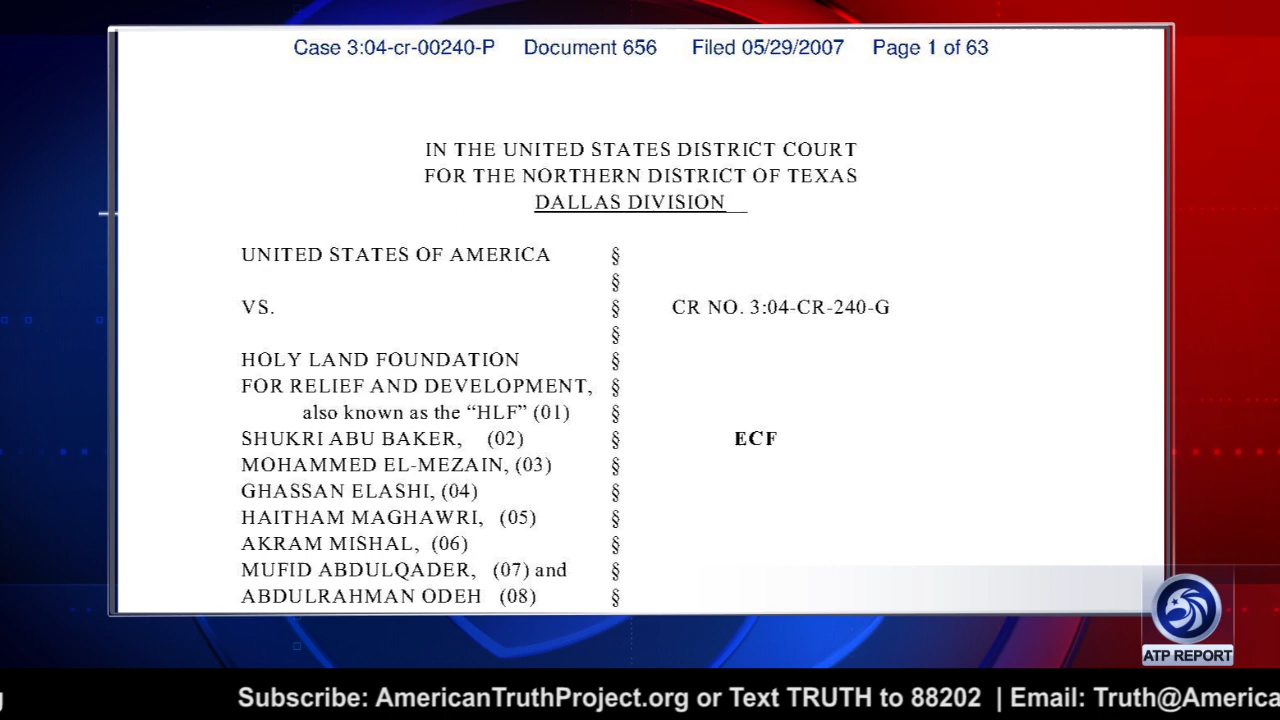 Case 3:04-cr-00240-P Document 656 Filed 05/29/2007 Page 1 of 63
IN THE UNITED STATES DISTRICT COURT
FOR THE NORTHERN DISTRICT OF TEXAS
DALLAS DIVISION
UNITED STATES OF AMERICA §
§
VS. § CR NO. 3:04-CR-240-G
§
HOLY LAND FOUNDATION §
FOR RELIEF AND DEVELOPMENT, §
also known as the “HLF” (01) §
SHUKRI ABU BAKER, (02) § ECF
MOHAMMED EL-MEZAIN, (03) §
GHASSAN ELASHI, (04) §
HAITHAM MAGHAWRI, (05) §
AKRAM MISHAL, (06) §
MUFID ABDULQADER, (07) and §
ABDULRAHMAN ODEH (08) §
ATP REPORT
Subscribe: AmericanTruthProject.org or Text TRUTH to 88202 | Email: Truth@America